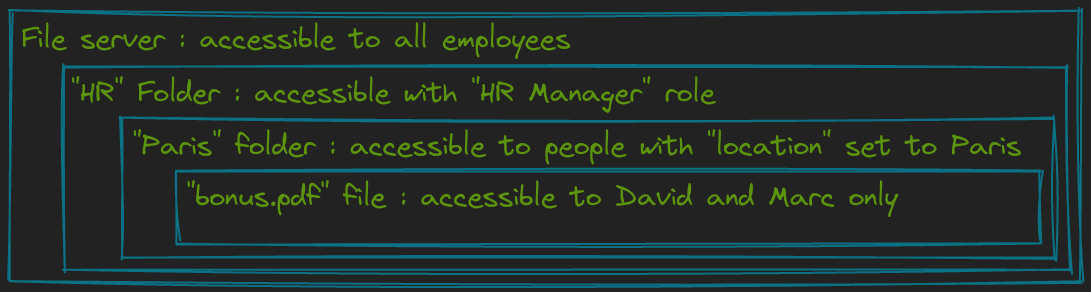 File server : accessible to all employees
"HR" Folder : accessible with "HR Manager" role
"Paris" folder : accessible to people with "location" set to Paris
"bonus.pdf" file : accessible to David and Marc only